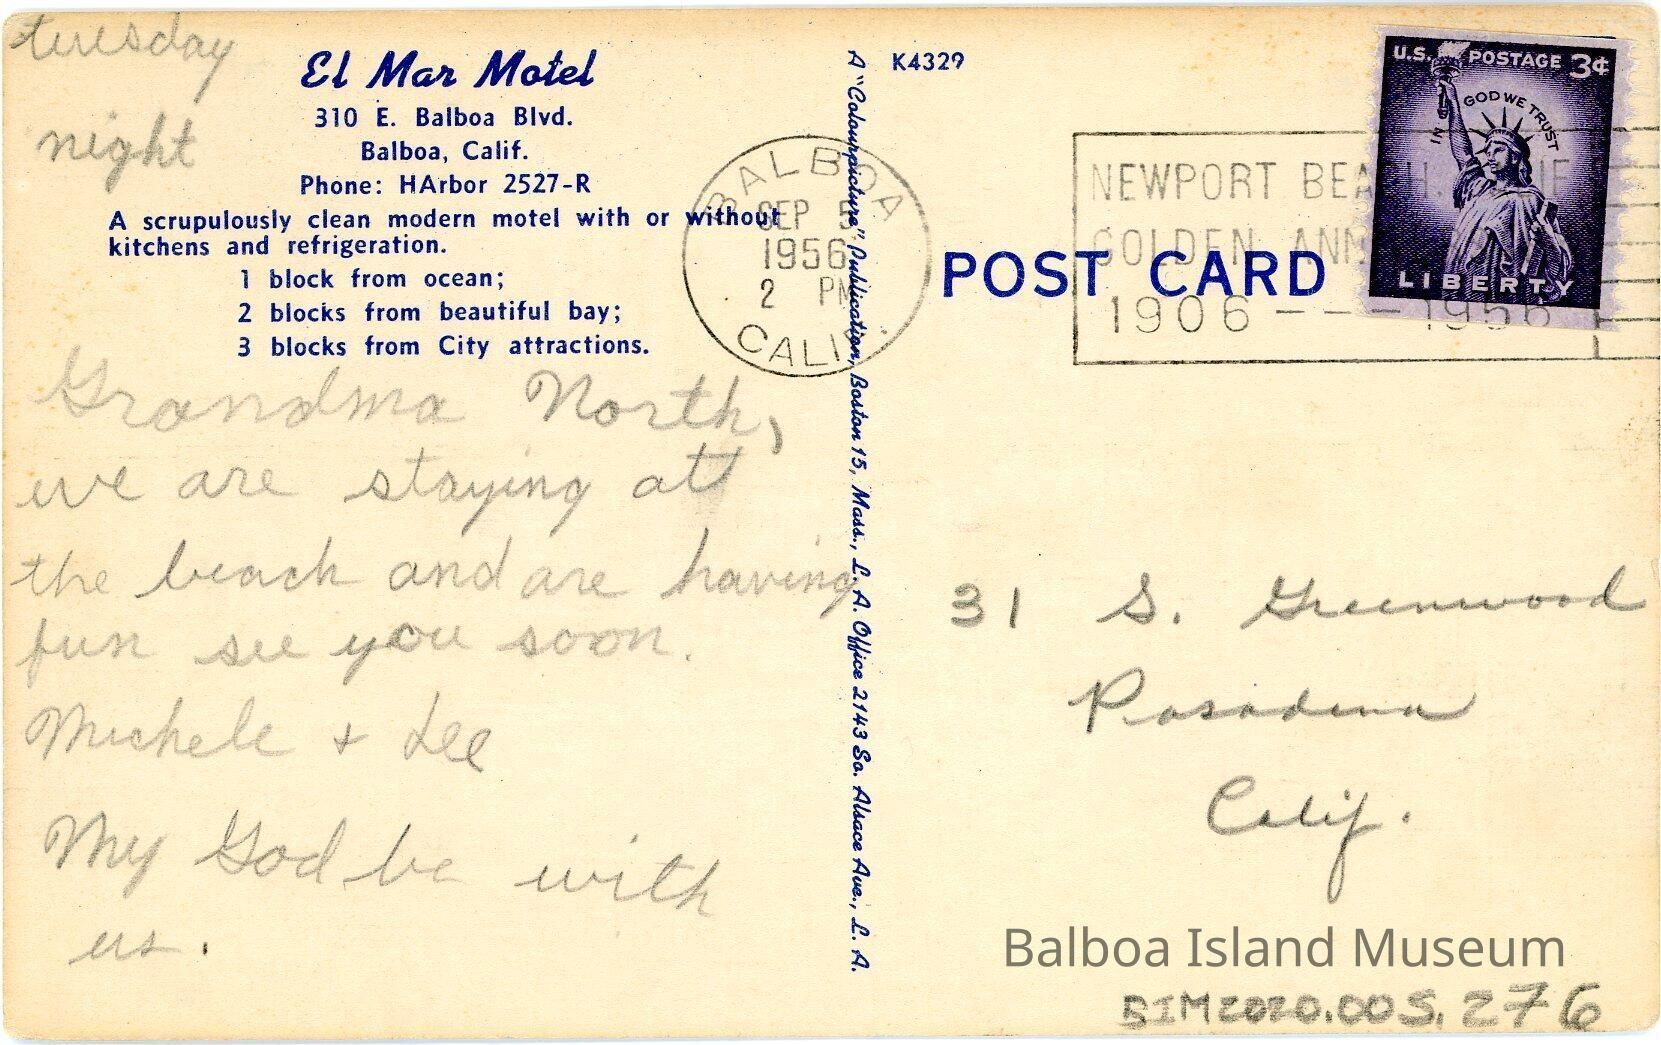 tuesday
night
El Mar Motel
310 E. Balboa Blvd.
Balboa, Calif.
Phone: HArbor 2527-R
A scrupulously clean modern motel with or without
kitchens and refrigeration.
1 block from ocean;
2 blocks from beautiful bay;
3 blocks from City attractions.
Grandma North,
we are staying at
the beach and are having
fun see you soon.
Michele + Lee
My God be with
us.
A "Colourpicture" Publication, Boston 15, Mass., L. A. Office 2143 So. Alsace Ave., L. A.
K4329
BALBOA
SEP 5
1956
2 PM
CALIF.
NEWPORT BEACH
GOLDEN ANN
1906 --- 1956
U.S. POSTAGE 3¢
IN GOD WE TRUST
LIBERTY
POST CARD
31 S. Greenwood
Pasadena
Calif.
Balboa Island Museum
BIM2020.005.276